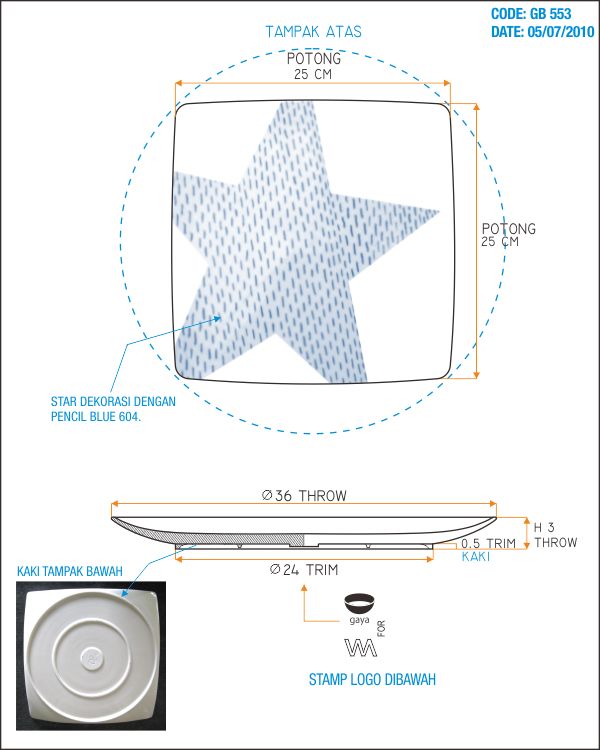 CODE: GB 553
DATE: 05/07/2010
TAMPAK ATAS
POTONG
25 CM
POTONG
25 CM
STAR DEKORASI DENGAN
PENCIL BLUE 604.
Ø36 THROW
H 3
THROW
0.5 TRIM
KAKI
Ø24 TRIM
KAKI TAMPAK BAWAH
gaya
FOR
STAMP LOGO DIBAWAH